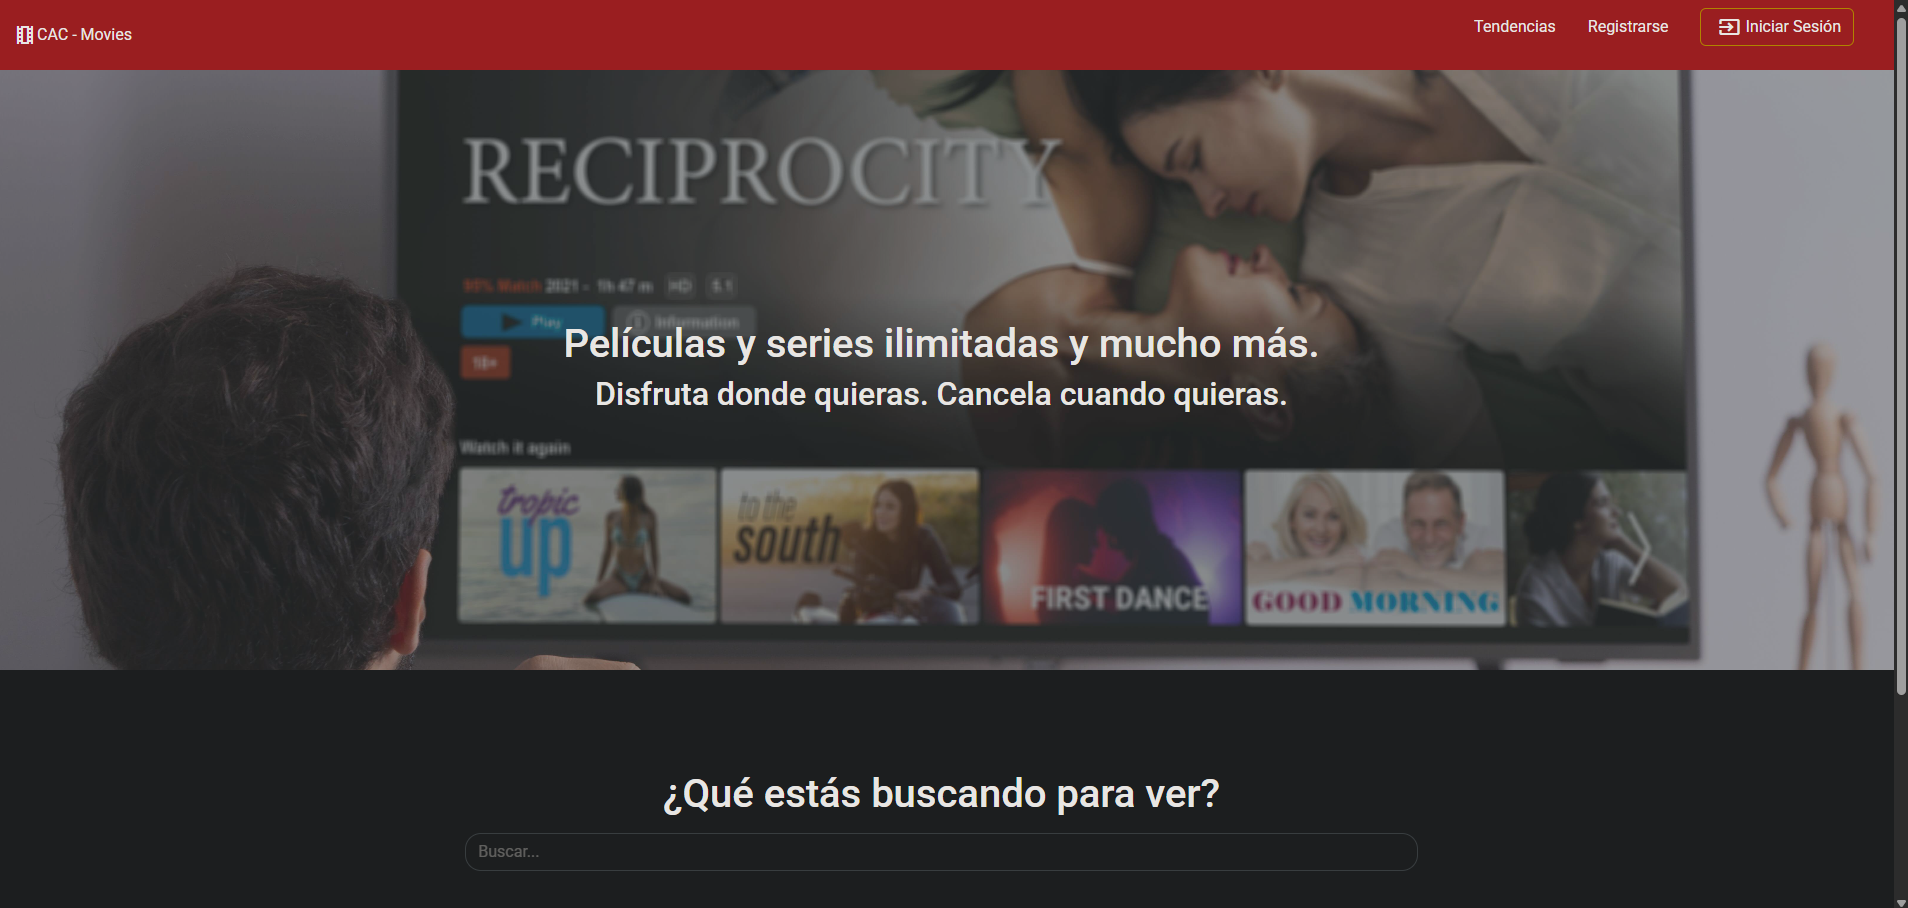 CAC - Movies
Tendencias
Registrarse
Iniciar Sesión
RECIPROCITY
98% Match 2021 - 1h 47 m HD 5.1
Play
Information
18+
Películas y series ilimitadas y mucho más.
Disfruta donde quieras. Cancela cuando quieras.
Watch it again
tropic
up
to the
south
FIRST DANCE
GOOD MORNING
¿Qué estás buscando para ver?
Buscar...